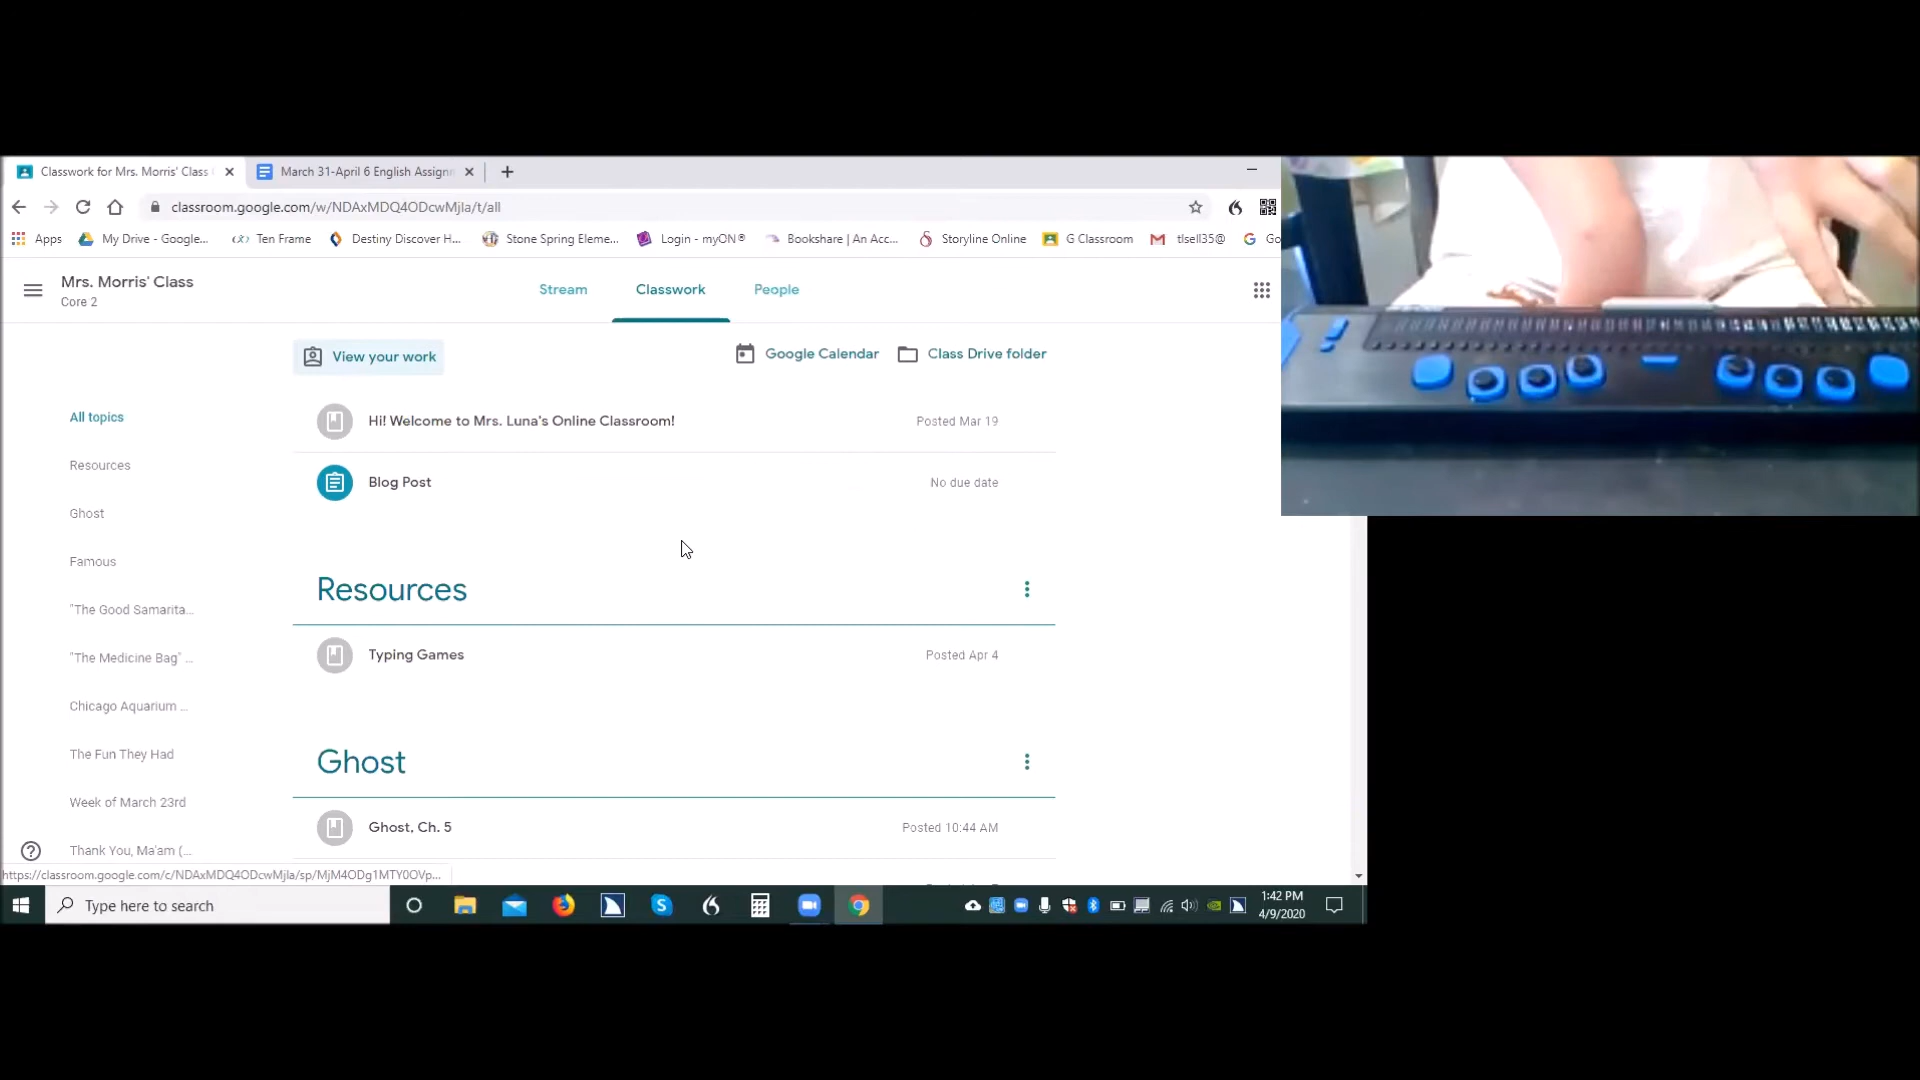 Classwork for Mrs. Morris' Class
March 31-April 6 English Assignm
classroom.google.com/w/NDAxMDQ4ODcwMjla/t/all
Apps My Drive - Google... Ten Frame Destiny Discover H... Stone Spring Eleme... Login - myON® Bookshare | An Acc... Storyline Online G Classroom tlsell35@ Go
Mrs. Morris' Class
Core 2
Stream Classwork People
View your work Google Calendar Class Drive folder
All topics
Resources
Ghost
Famous
"The Good Samarita...
"The Medicine Bag" ...
Chicago Aquarium ...
The Fun They Had
Week of March 23rd
Thank You, Ma'am (...
Hi! Welcome to Mrs. Luna's Online Classroom! Posted Mar 19
Blog Post No due date
Resources
Typing Games Posted Apr 4
Ghost
Ghost, Ch. 5 Posted 10:44 AM
https://classroom.google.com/c/NDAxMDQ4ODcwMjla/sp/MjM4ODg1MTY0OVp...
Type here to search
1:42 PM
4/9/2020